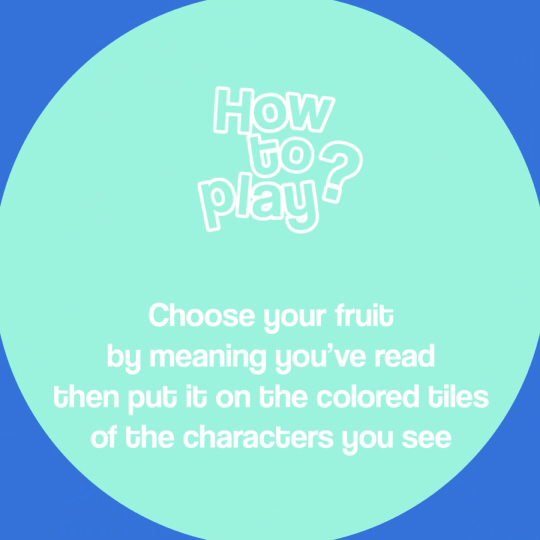 How
to
play?
Choose your fruit
by meaning you've read
then put it on the colored tiles
of the characters you see